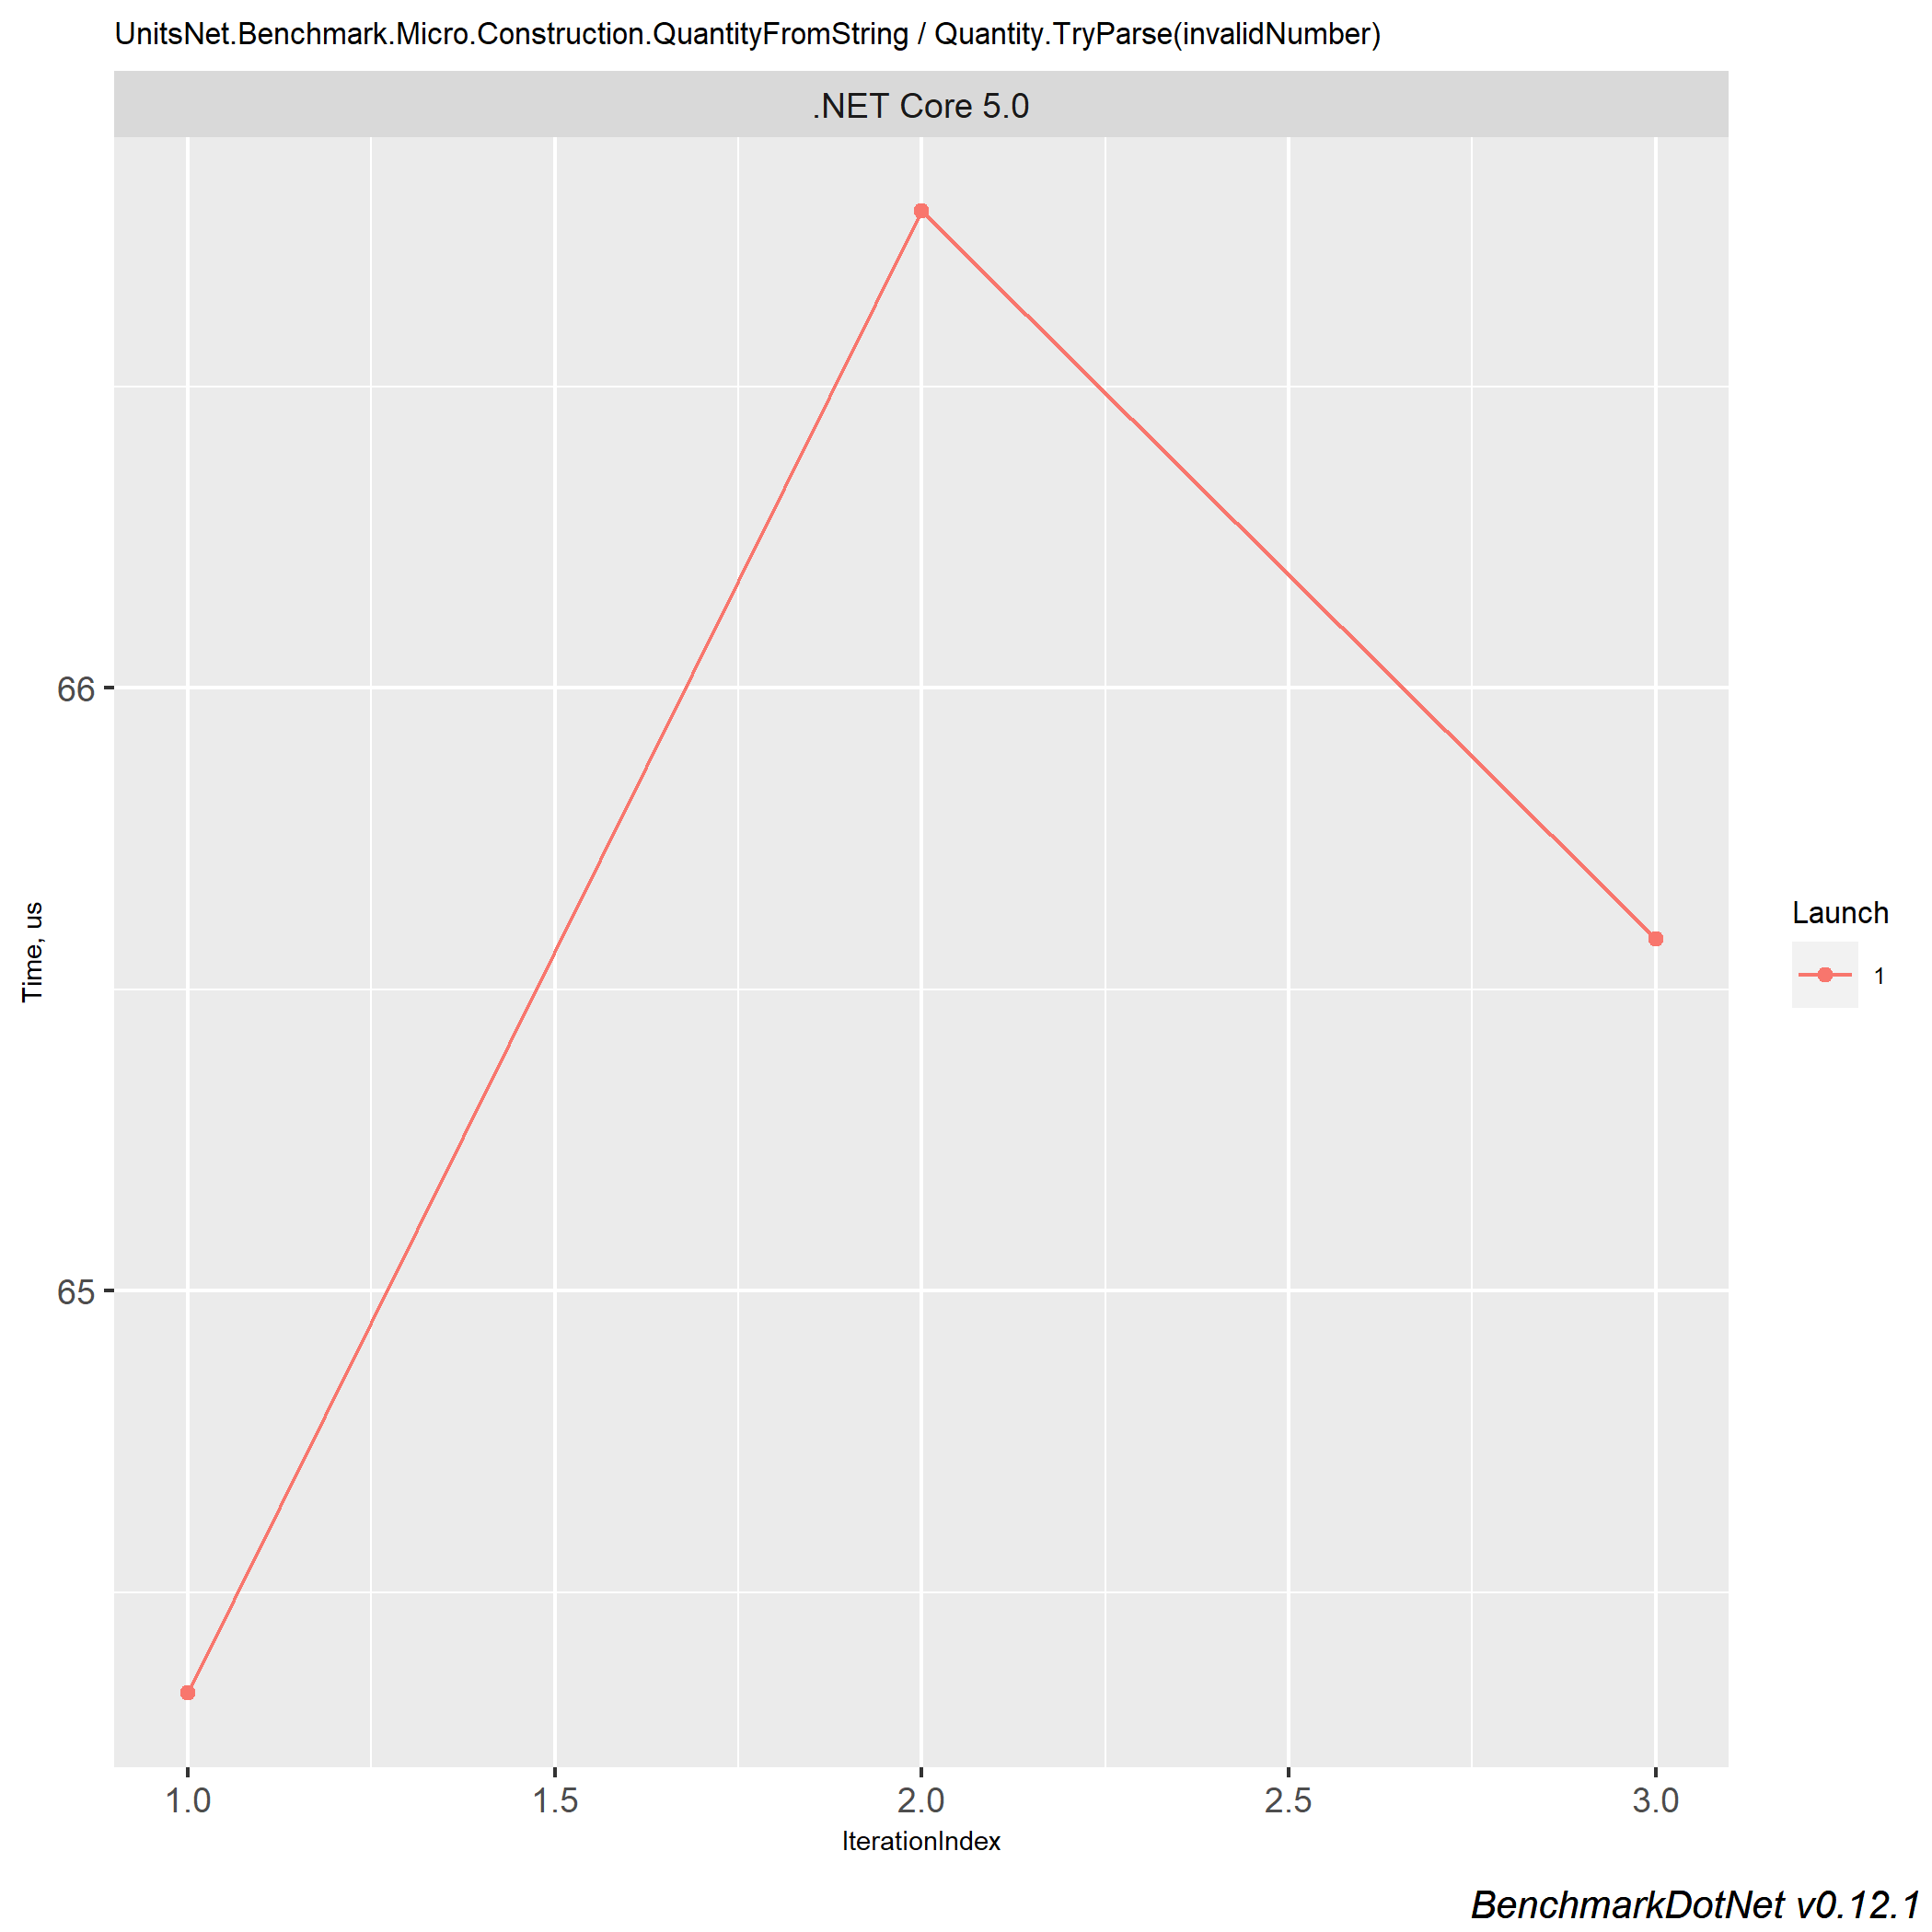 UnitsNet.Benchmark.Micro.Construction.QuantityFromString / Quantity.TryParse(invalidNumber)
.NET Core 5.0
66
65
Time, us
1.0
1.5
2.0
2.5
3.0
IterationIndex
Launch
1
BenchmarkDotNet v0.12.1